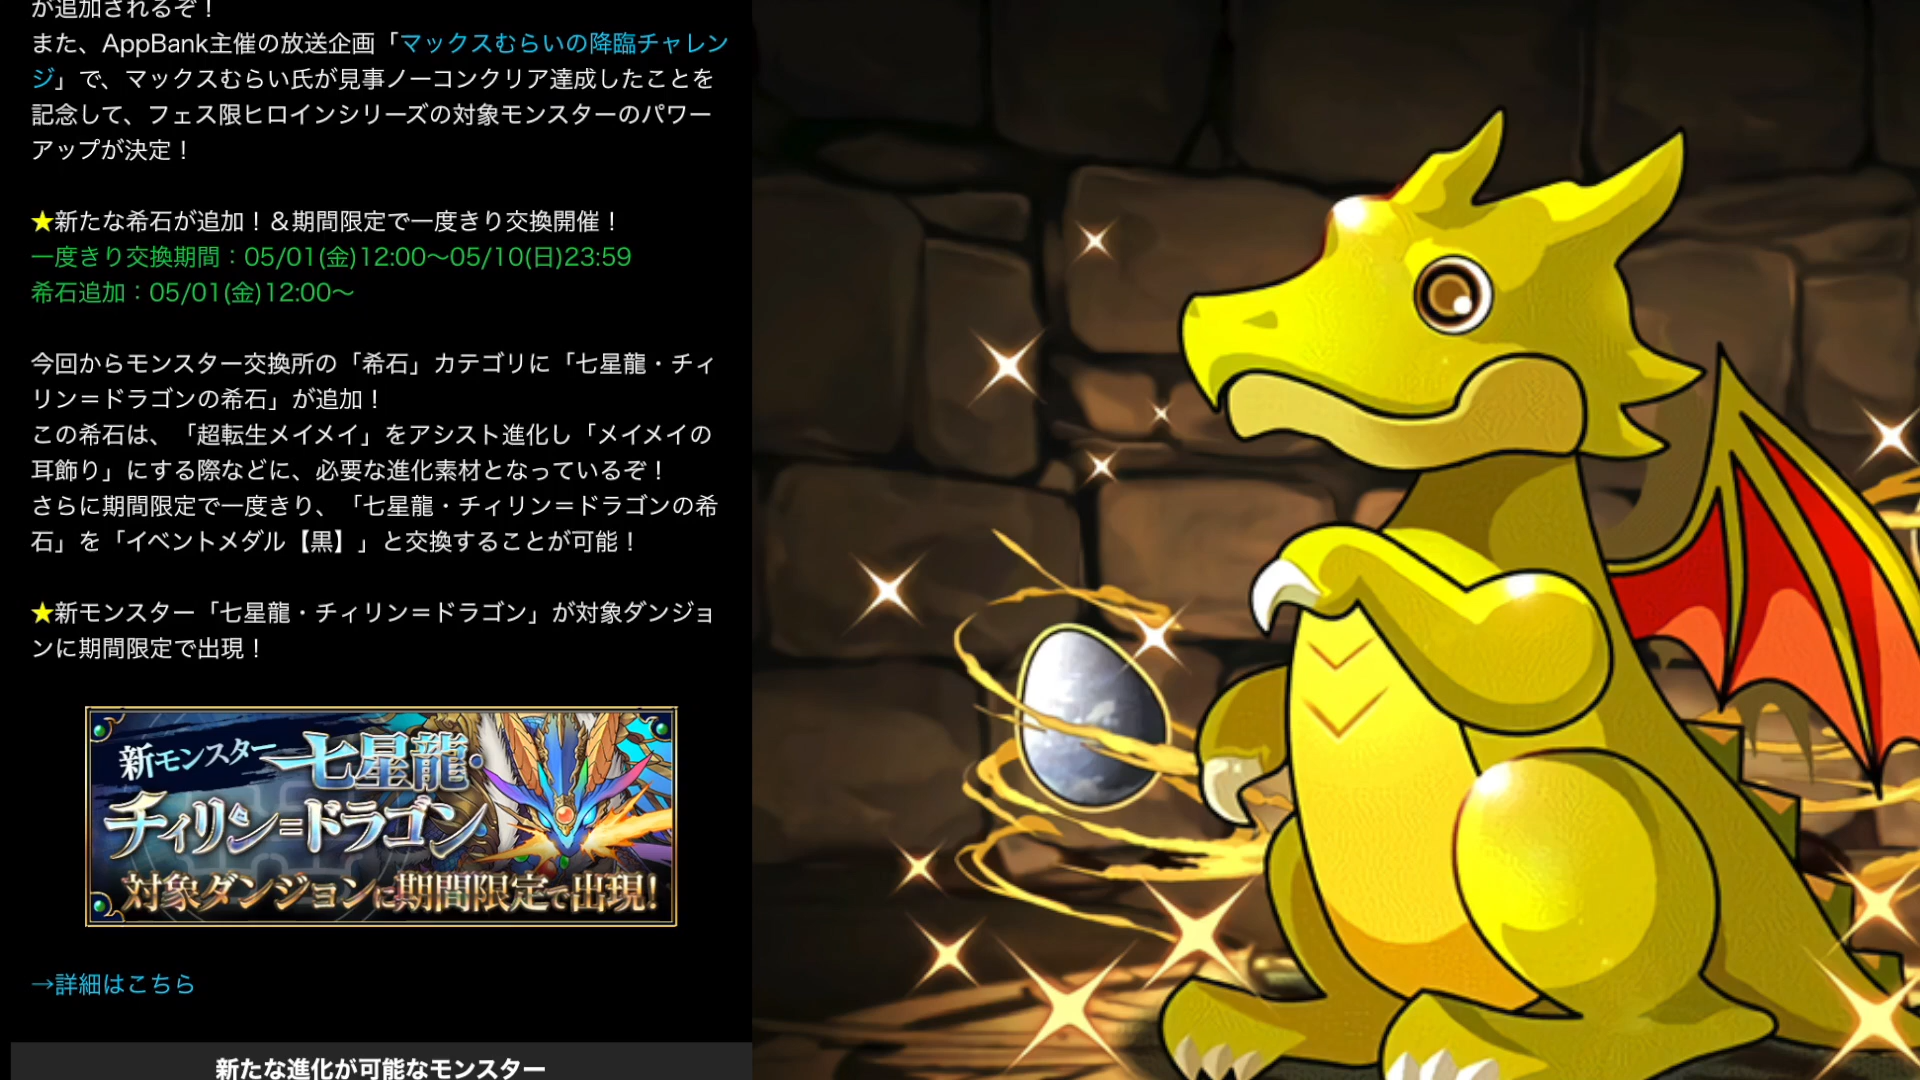 が追加されるぞ！
また、AppBank主催の放送企画「マックスむらいの降臨チャレン
ジ」で、マックスむらい氏が見事ノーコンクリア達成したことを
記念して、フェス限ヒロインシリーズの対象モンスターのパワー
アップが決定！
★新たな希石が追加！＆期間限定で一度きり交換開催！
一度きり交換期間：05/01(金)12:00〜05/10(日)23:59
希石追加：05/01(金)12:00〜
今回からモンスター交換所の「希石」カテゴリに「七星龍・チィ
リン＝ドラゴンの希石」が追加！
この希石は、「超転生メイメイ」をアシスト進化し「メイメイの
耳飾り」にする際などに、必要な進化素材となっているぞ！
さらに期間限定で一度きり、「七星龍・チィリン＝ドラゴンの希
石」を「イベントメダル【黒】」と交換することが可能！
★新モンスター「七星龍・チィリン＝ドラゴン」が対象ダンジョ
ンに期間限定で出現！
新モンスター 七星龍・
チィリン＝ドラゴン
対象ダンジョンに期間限定で出現！
→詳細はこちら
新たな進化が可能なモンスター